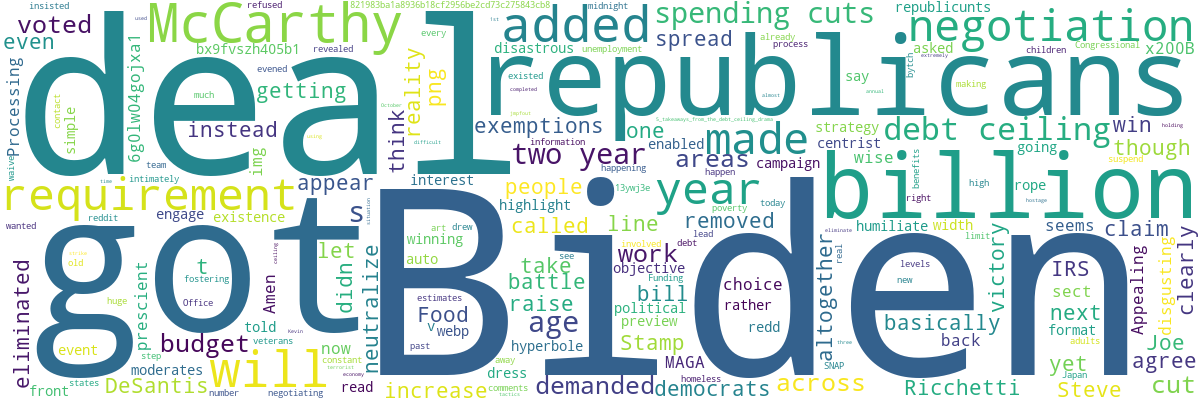 deal
republicans
got
Biden
McCarthy
added
spending cuts
negotiation
billion
requirement
year
will
made
debt ceiling
two year
age
voted
even
insisted
used
bx9fvszh405b1
refused
revealed
821983ba1a8936b18cf2956be2cd73c275843cb8
every
midnight
1st
disastrous
unemployment
spread
already
process
republicunts
asked
children
Congressional
x200B
bytch
extremely
Processing
contact
simple
6g0lw04gojxa1
evened
much
getting
instead
img
reality
png
think
October
existed
completed
almost
say
annual
making
5_takeaways_from_the_debt_ceiling_drama
exemptions
difficult
information
happening
one
enabled
areas
happen
campaign
strategy
centrist
wise
going
win
holding
though
suspend
waive
team
time
intimately
appear
s
interest
people
highlight
called
13ywj3e
poverty
today
line
removed
lead
debt
benefits
right
high
rope
humiliate
width
limit
seems
claim
clearly
wanted
reddit
engage
existence
situation
winning
art
drew
auto
involved
see
work
objective
Funding
eliminate
real
levels
new
victory
IRS
Appealing
disgusting
old
t
fostering
Office
Amen
ceiling
let
didn
neutralize
estimates
Food
v
webp
past
take
battle
raise
bill
political
preview
choice
rather
redd
altogether
basically
back
sect
next
format
eliminated
prescient
huge
event
told
veterans
Kevin
budget
now
hyperbole
Stamp
MAGA
homeless
SNAP
three
yet
adults
Joe
agree
front
states
step
moderates
DeSantis
number
negotiating
constant
terrorist
economy
read
increase
away
dress
comments
tactics
demanded
democrats
across
Ricchetti
Japan
Steve
cut